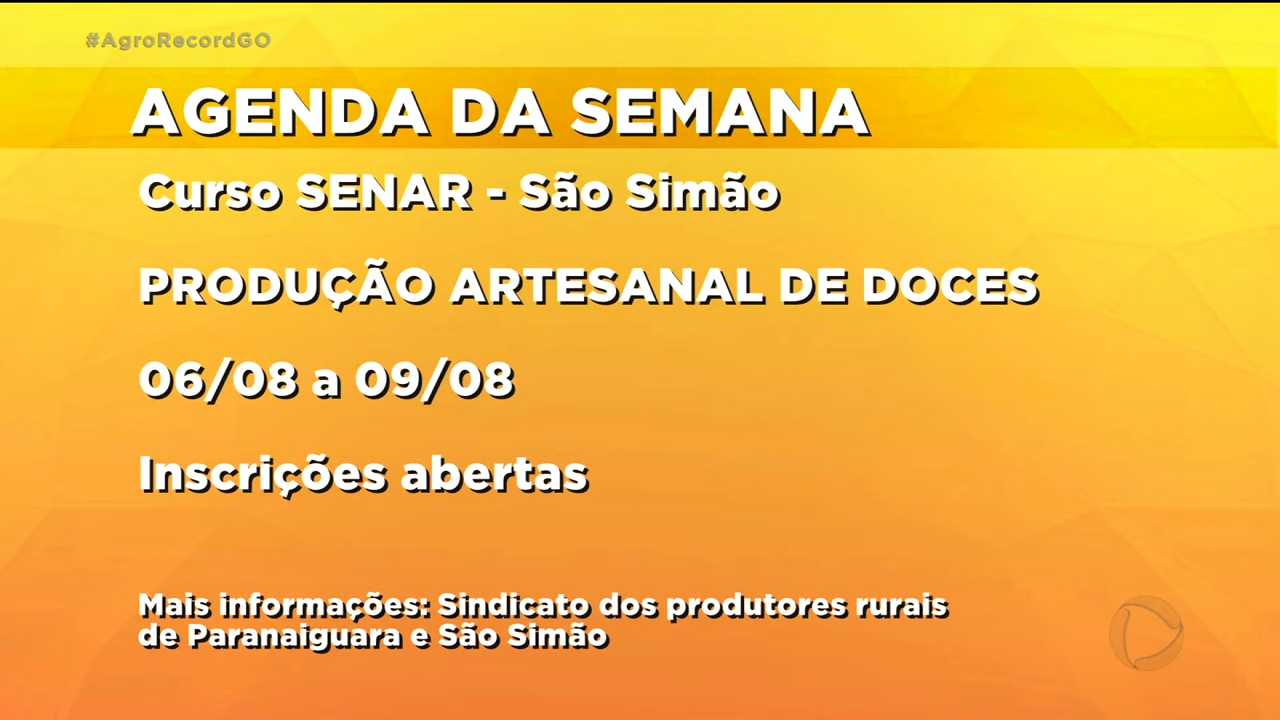 #AgroRecordGO
AGENDA DA SEMANA
Curso SENAR - São Simão
PRODUÇÃO ARTESANAL DE DOCES
06/08 a 09/08
Inscrições abertas
Mais informações: Sindicato dos produtores rurais
de Paranaiguara e São Simão